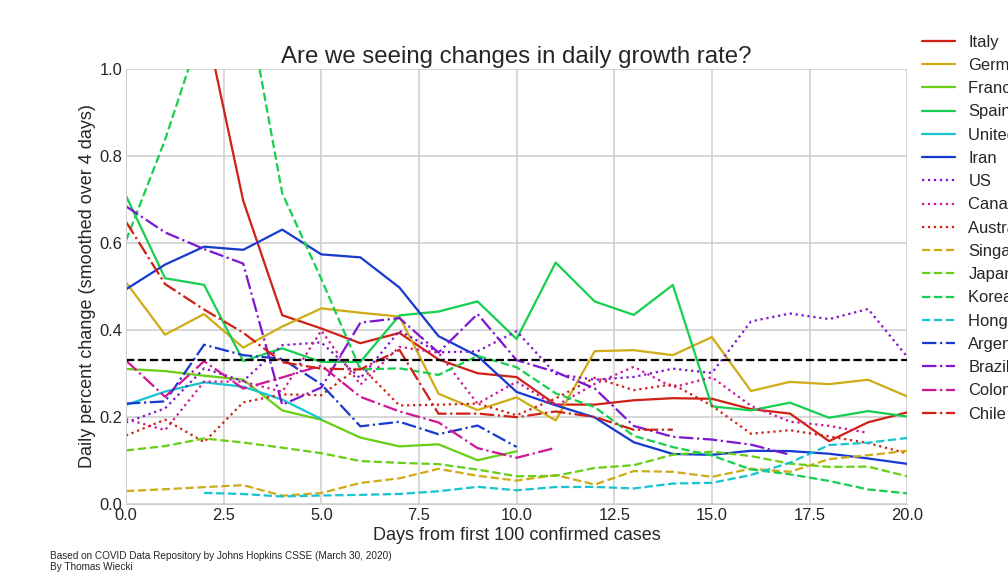 Are we seeing changes in daily growth rate?
Daily percent change (smoothed over 4 days)
1.0
0.8
0.6
0.4
0.2
0.0
0.0 2.5 5.0 7.5 10.0 12.5 15.0 17.5 20.0
Days from first 100 confirmed cases
Italy
Germ
Franc
Spain
Unite
Iran
US
Cana
Austra
Singa
Japar
Korea
Hong
Argen
Brazil
Colon
Chile
Based on COVID Data Repository by Johns Hopkins CSSE (March 30, 2020)
By Thomas Wiecki